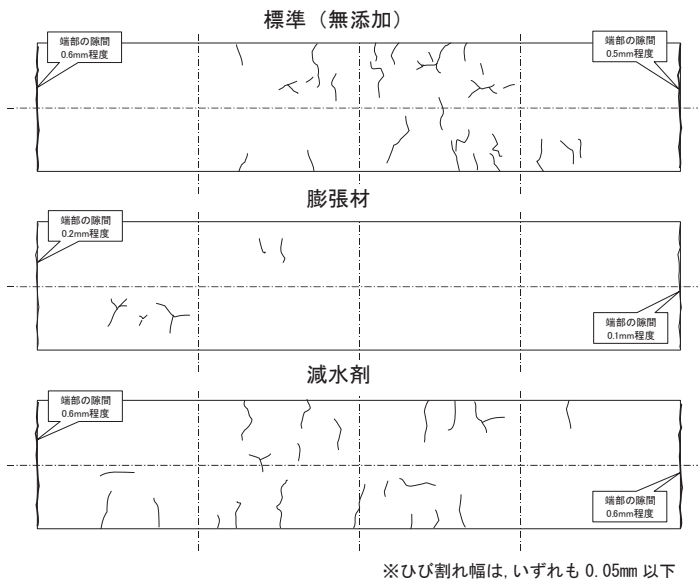 標準（無添加）
端部の隙間
0.6mm程度
端部の隙間
0.5mm程度
膨張材
端部の隙間
0.2mm程度
端部の隙間
0.1mm程度
減水剤
端部の隙間
0.6mm程度
端部の隙間
0.6mm程度
※ひび割れ幅は,いずれも 0.05mm 以下